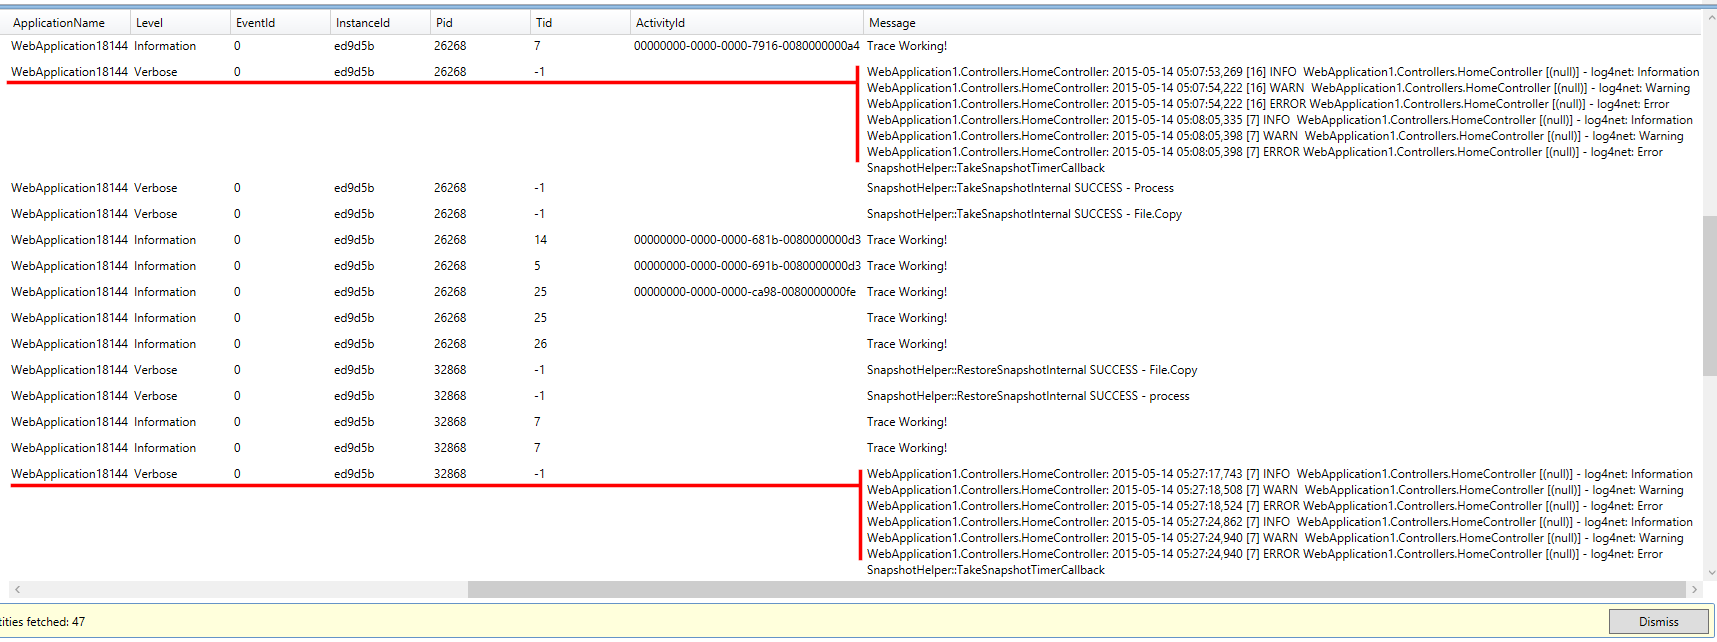 ApplicationName Level EventId InstanceId Pid Tid ActivityId Message
WebApplication18144 Information 0 ed9d5b 26268 7 00000000-0000-0000-7916-0080000000a4 Trace Working!
WebApplication18144 Verbose 0 ed9d5b 26268 -1 WebApplication1.Controllers.HomeController: 2015-05-14 05:07:53,269 [16] INFO  WebApplication1.Controllers.HomeController [(null)] - log4net: Information
WebApplication1.Controllers.HomeController: 2015-05-14 05:07:54,222 [16] WARN  WebApplication1.Controllers.HomeController [(null)] - log4net: Warning
WebApplication1.Controllers.HomeController: 2015-05-14 05:07:54,222 [16] ERROR WebApplication1.Controllers.HomeController [(null)] - log4net: Error
WebApplication1.Controllers.HomeController: 2015-05-14 05:08:05,335 [7] INFO  WebApplication1.Controllers.HomeController [(null)] - log4net: Information
WebApplication1.Controllers.HomeController: 2015-05-14 05:08:05,398 [7] WARN  WebApplication1.Controllers.HomeController [(null)] - log4net: Warning
WebApplication1.Controllers.HomeController: 2015-05-14 05:08:05,398 [7] ERROR WebApplication1.Controllers.HomeController [(null)] - log4net: Error
SnapshotHelper::TakeSnapshotTimerCallback
WebApplication18144 Verbose 0 ed9d5b 26268 -1 SnapshotHelper::TakeSnapshotInternal SUCCESS - Process
WebApplication18144 Verbose 0 ed9d5b 26268 -1 SnapshotHelper::TakeSnapshotInternal SUCCESS - File.Copy
WebApplication18144 Information 0 ed9d5b 26268 14 00000000-0000-0000-681b-0080000000d3 Trace Working!
WebApplication18144 Information 0 ed9d5b 26268 5 00000000-0000-0000-691b-0080000000d3 Trace Working!
WebApplication18144 Information 0 ed9d5b 26268 25 00000000-0000-0000-ca98-0080000000fe Trace Working!
WebApplication18144 Information 0 ed9d5b 26268 25 Trace Working!
WebApplication18144 Information 0 ed9d5b 26268 26 Trace Working!
WebApplication18144 Verbose 0 ed9d5b 32868 -1 SnapshotHelper::RestoreSnapshotInternal SUCCESS - File.Copy
WebApplication18144 Verbose 0 ed9d5b 32868 -1 SnapshotHelper::RestoreSnapshotInternal SUCCESS - process
WebApplication18144 Information 0 ed9d5b 32868 7 Trace Working!
WebApplication18144 Information 0 ed9d5b 32868 7 Trace Working!
WebApplication18144 Verbose 0 ed9d5b 32868 -1 WebApplication1.Controllers.HomeController: 2015-05-14 05:27:17,743 [7] INFO  WebApplication1.Controllers.HomeController [(null)] - log4net: Information
WebApplication1.Controllers.HomeController: 2015-05-14 05:27:18,508 [7] WARN  WebApplication1.Controllers.HomeController [(null)] - log4net: Warning
WebApplication1.Controllers.HomeController: 2015-05-14 05:27:18,524 [7] ERROR WebApplication1.Controllers.HomeController [(null)] - log4net: Error
WebApplication1.Controllers.HomeController: 2015-05-14 05:27:24,862 [7] INFO  WebApplication1.Controllers.HomeController [(null)] - log4net: Information
WebApplication1.Controllers.HomeController: 2015-05-14 05:27:24,940 [7] WARN  WebApplication1.Controllers.HomeController [(null)] - log4net: Warning
WebApplication1.Controllers.HomeController: 2015-05-14 05:27:24,940 [7] ERROR WebApplication1.Controllers.HomeController [(null)] - log4net: Error
SnapshotHelper::TakeSnapshotTimerCallback
tities fetched: 47 Dismiss